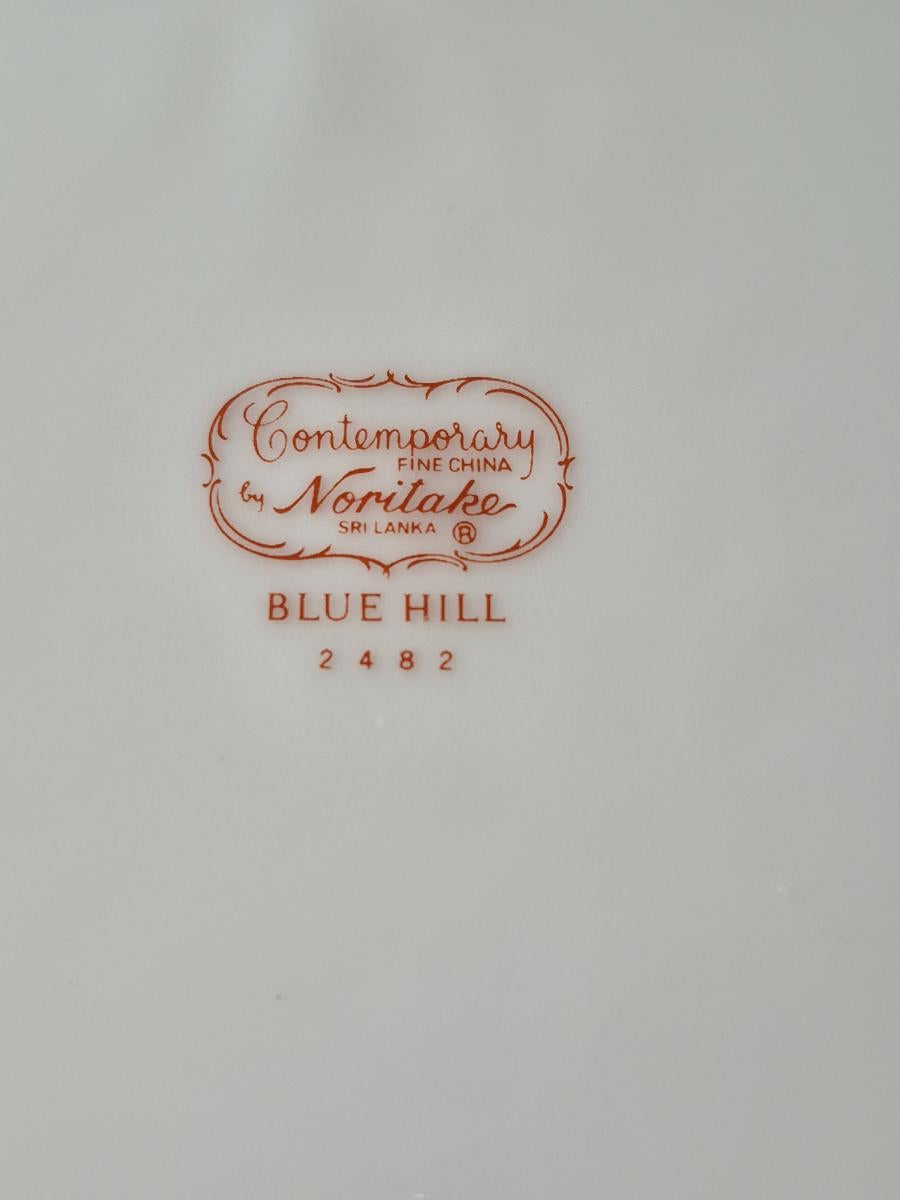 Contemporary
FINE CHINA
by Noritake
SRI LANKA ®
BLUE HILL
2482